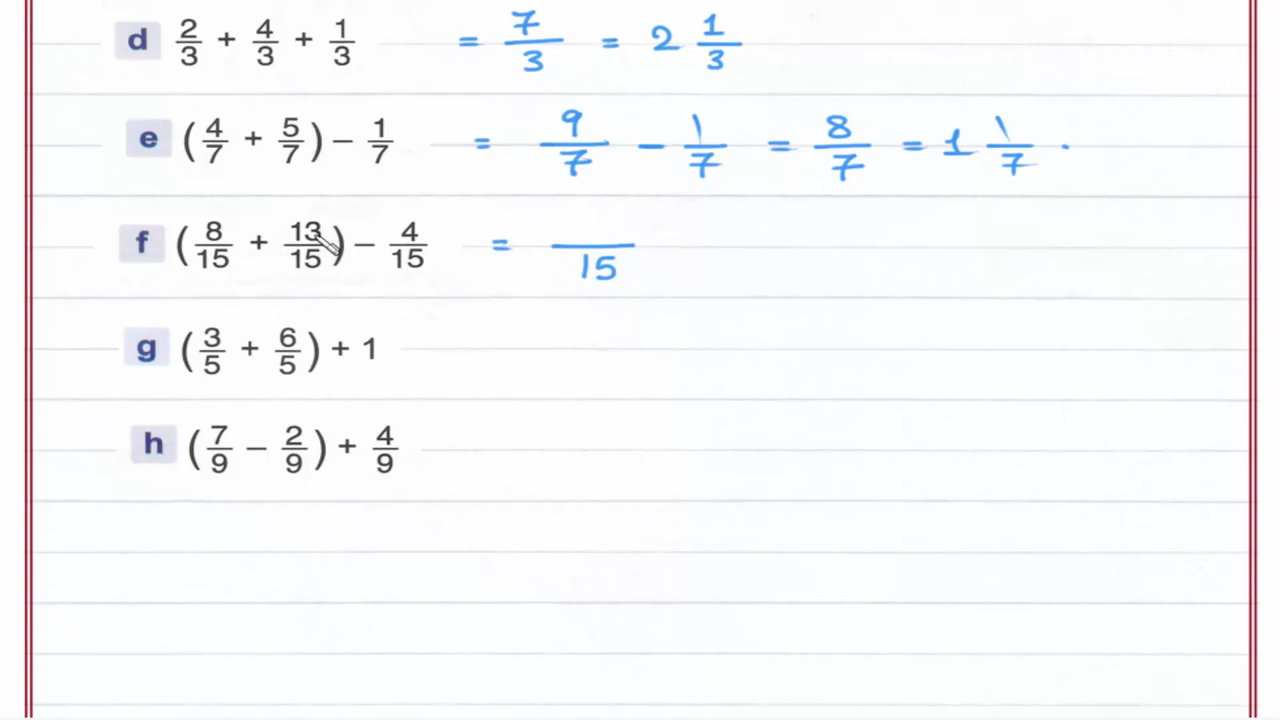 d 2/3 + 4/3 + 1/3 = 7/3 = 2 1/3
e (4/7 + 5/7) − 1/7 = 9/7 − 1/7 = 8/7 = 1 1/7 .
f (8/15 + 13/15) − 4/15 = /15
g (3/5 + 6/5) + 1
h (7/9 − 2/9) + 4/9